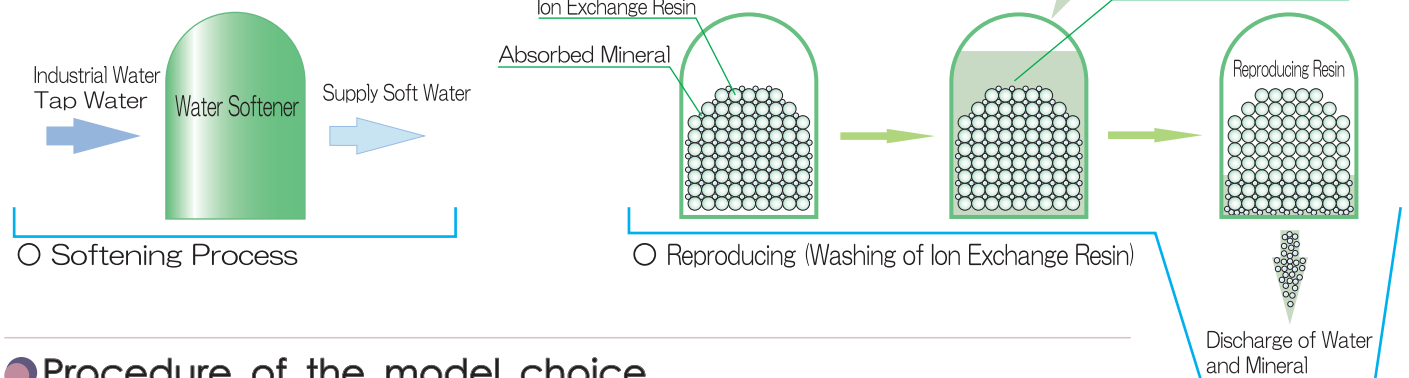 Industrial Water
Tap Water
Water Softener
Supply Soft Water
Softening Process
Ion Exchange Resin
Absorbed Mineral
Reproducing Resin
Reproducing (Washing of Ion Exchange Resin)
Discharge of Water
and Mineral
Procedure of the model choice